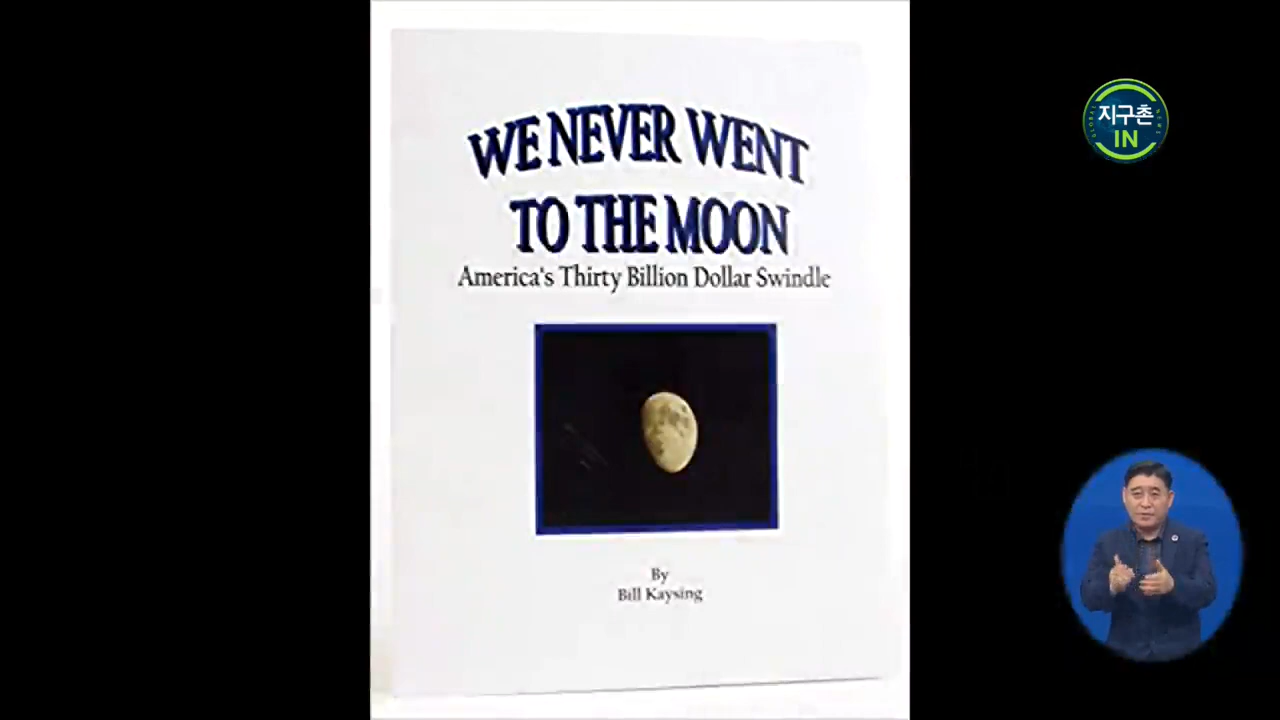 WE NEVER WENT
TO THE MOON
America's Thirty Billion Dollar Swindle
By
Bill Kaysing
지구촌
IN